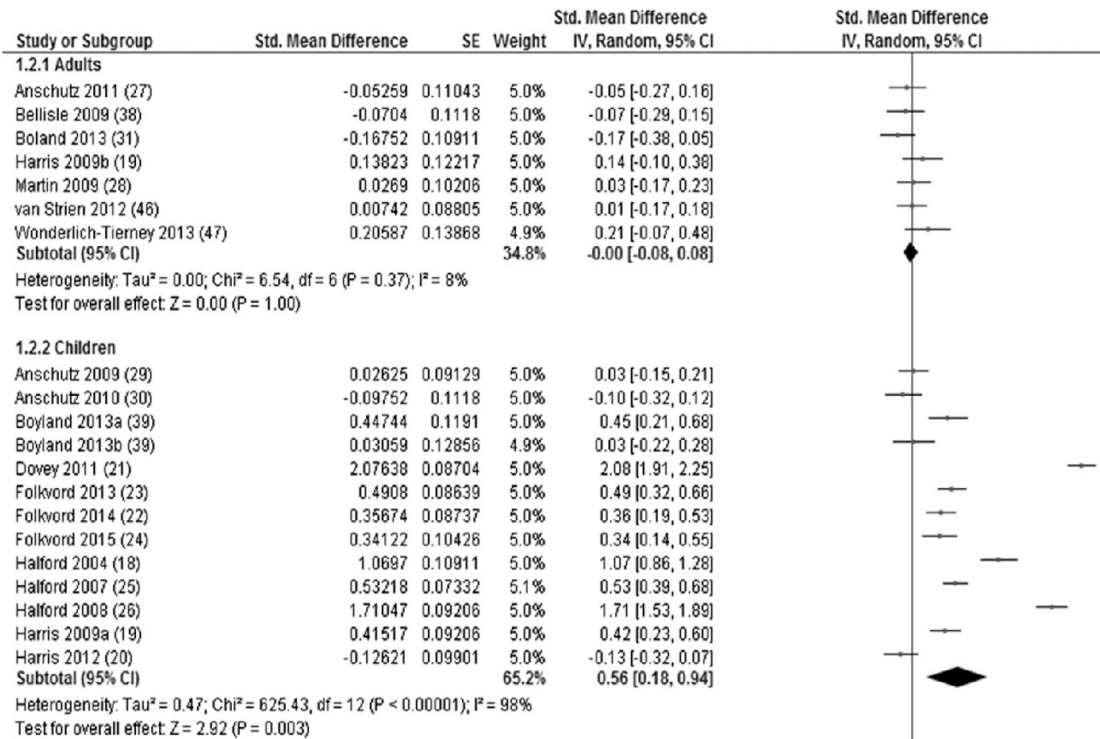 Std. Mean Difference Std. Mean Difference
Study or Subgroup Std. Mean Difference SE Weight IV, Random, 95% CI IV, Random, 95% CI
1.2.1 Adults
Anschutz 2011 (27) -0.05259 0.11043 5.0% -0.05 [-0.27, 0.16]
Bellisle 2009 (38) -0.0704 0.1118 5.0% -0.07 [-0.29, 0.15]
Boland 2013 (31) -0.16752 0.10911 5.0% -0.17 [-0.38, 0.05]
Harris 2009b (19) 0.13823 0.12217 5.0% 0.14 [-0.10, 0.38]
Martin 2009 (28) 0.0269 0.10206 5.0% 0.03 [-0.17, 0.23]
van Strien 2012 (46) 0.00742 0.08805 5.0% 0.01 [-0.17, 0.18]
Wonderlich-Tierney 2013 (47) 0.20587 0.13868 4.9% 0.21 [-0.07, 0.48]
Subtotal (95% CI) 34.8% -0.00 [-0.08, 0.08]
Heterogeneity: Tau² = 0.00; Chi² = 6.54, df = 6 (P = 0.37); I² = 8%
Test for overall effect: Z = 0.00 (P = 1.00)
1.2.2 Children
Anschutz 2009 (29) 0.02625 0.09129 5.0% 0.03 [-0.15, 0.21]
Anschutz 2010 (30) -0.09752 0.1118 5.0% -0.10 [-0.32, 0.12]
Boyland 2013a (39) 0.44744 0.1191 5.0% 0.45 [0.21, 0.68]
Boyland 2013b (39) 0.03059 0.12856 4.9% 0.03 [-0.22, 0.28]
Dovey 2011 (21) 2.07638 0.08704 5.0% 2.08 [1.91, 2.25]
Folkvord 2013 (23) 0.4908 0.08639 5.0% 0.49 [0.32, 0.66]
Folkvord 2014 (22) 0.35674 0.08737 5.0% 0.36 [0.19, 0.53]
Folkvord 2015 (24) 0.34122 0.10426 5.0% 0.34 [0.14, 0.55]
Halford 2004 (18) 1.0697 0.10911 5.0% 1.07 [0.86, 1.28]
Halford 2007 (25) 0.53218 0.07332 5.1% 0.53 [0.39, 0.68]
Halford 2008 (26) 1.71047 0.09206 5.0% 1.71 [1.53, 1.89]
Harris 2009a (19) 0.41517 0.09206 5.0% 0.42 [0.23, 0.60]
Harris 2012 (20) -0.12621 0.09901 5.0% -0.13 [-0.32, 0.07]
Subtotal (95% CI) 65.2% 0.56 [0.18, 0.94]
Heterogeneity: Tau² = 0.47; Chi² = 625.43, df = 12 (P < 0.00001); I² = 98%
Test for overall effect: Z = 2.92 (P = 0.003)